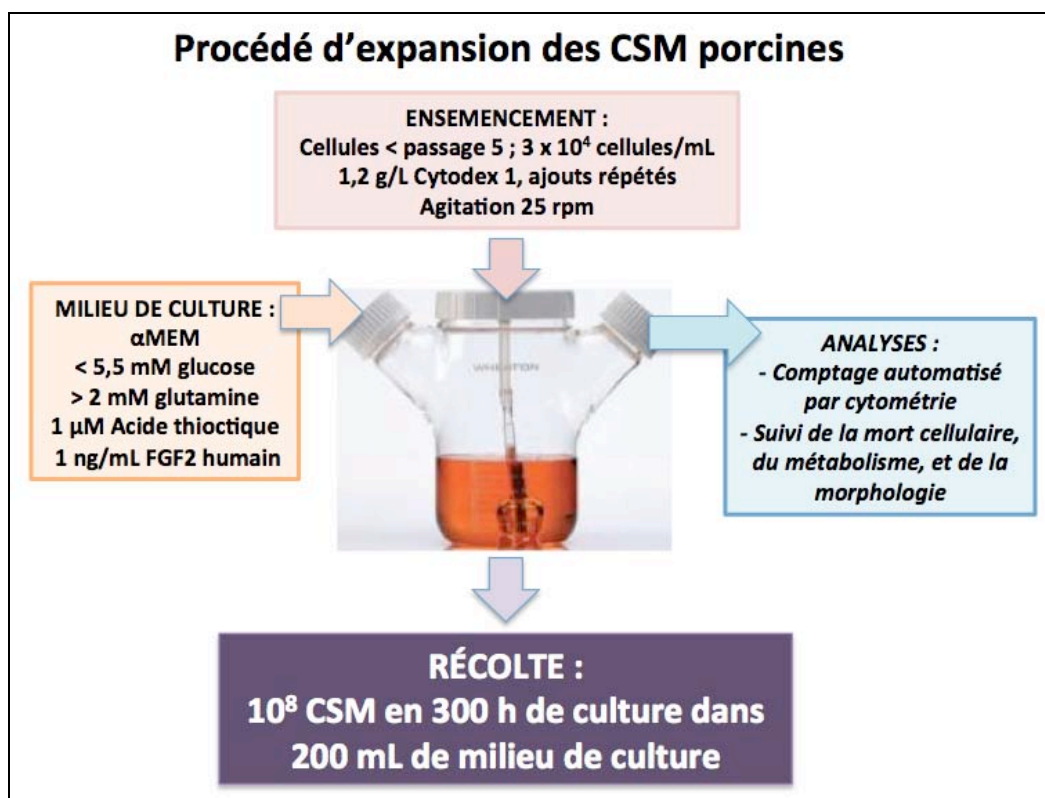 Procédé d’expansion des CSM porcines
ENSEMENCEMENT :
Cellules < passage 5 ; 3 x 10⁴ cellules/mL
1,2 g/L Cytodex 1, ajouts répétés
Agitation 25 rpm
MILIEU DE CULTURE :
αMEM
< 5,5 mM glucose
> 2 mM glutamine
1 µM Acide thioctique
1 ng/mL FGF2 humain
WHEATON
ANALYSES :
- Comptage automatisé
par cytométrie
- Suivi de la mort cellulaire,
du métabolisme, et de la
morphologie
RÉCOLTE :
10⁸ CSM en 300 h de culture dans
200 mL de milieu de culture